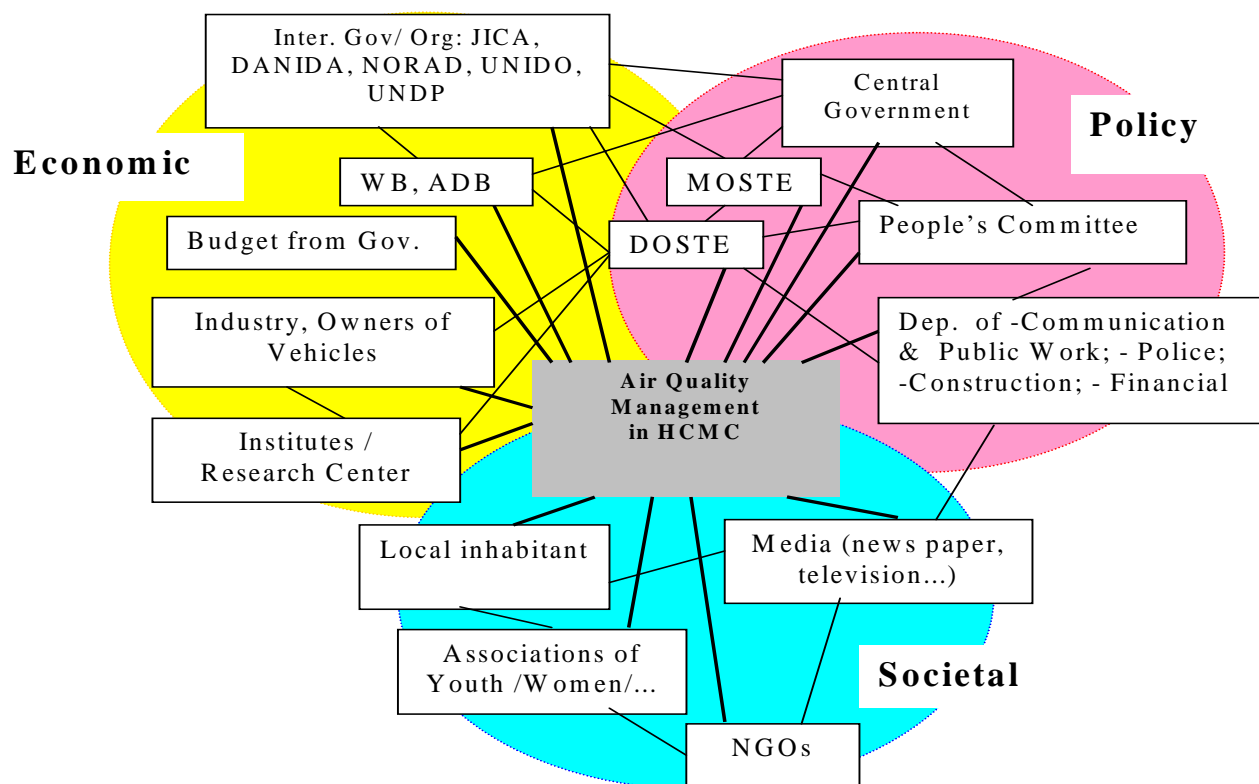 Inter. Gov/ Org: JICA,
DANIDA, NORAD, UNIDO,
UNDP
Central
Government
Policy
Economic
WB, ADB
MOSTE
People's Committee
Budget from Gov.
DOSTE
Industry, Owners of
Vehicles
Dep. of -Communication
& Public Work; - Police;
-Construction; - Financial
Air Quality
Management
in HCMC
Institutes /
Research Center
Local inhabitant
Media (news paper,
television...)
Associations of
Youth /Women/...
Societal
NGOs